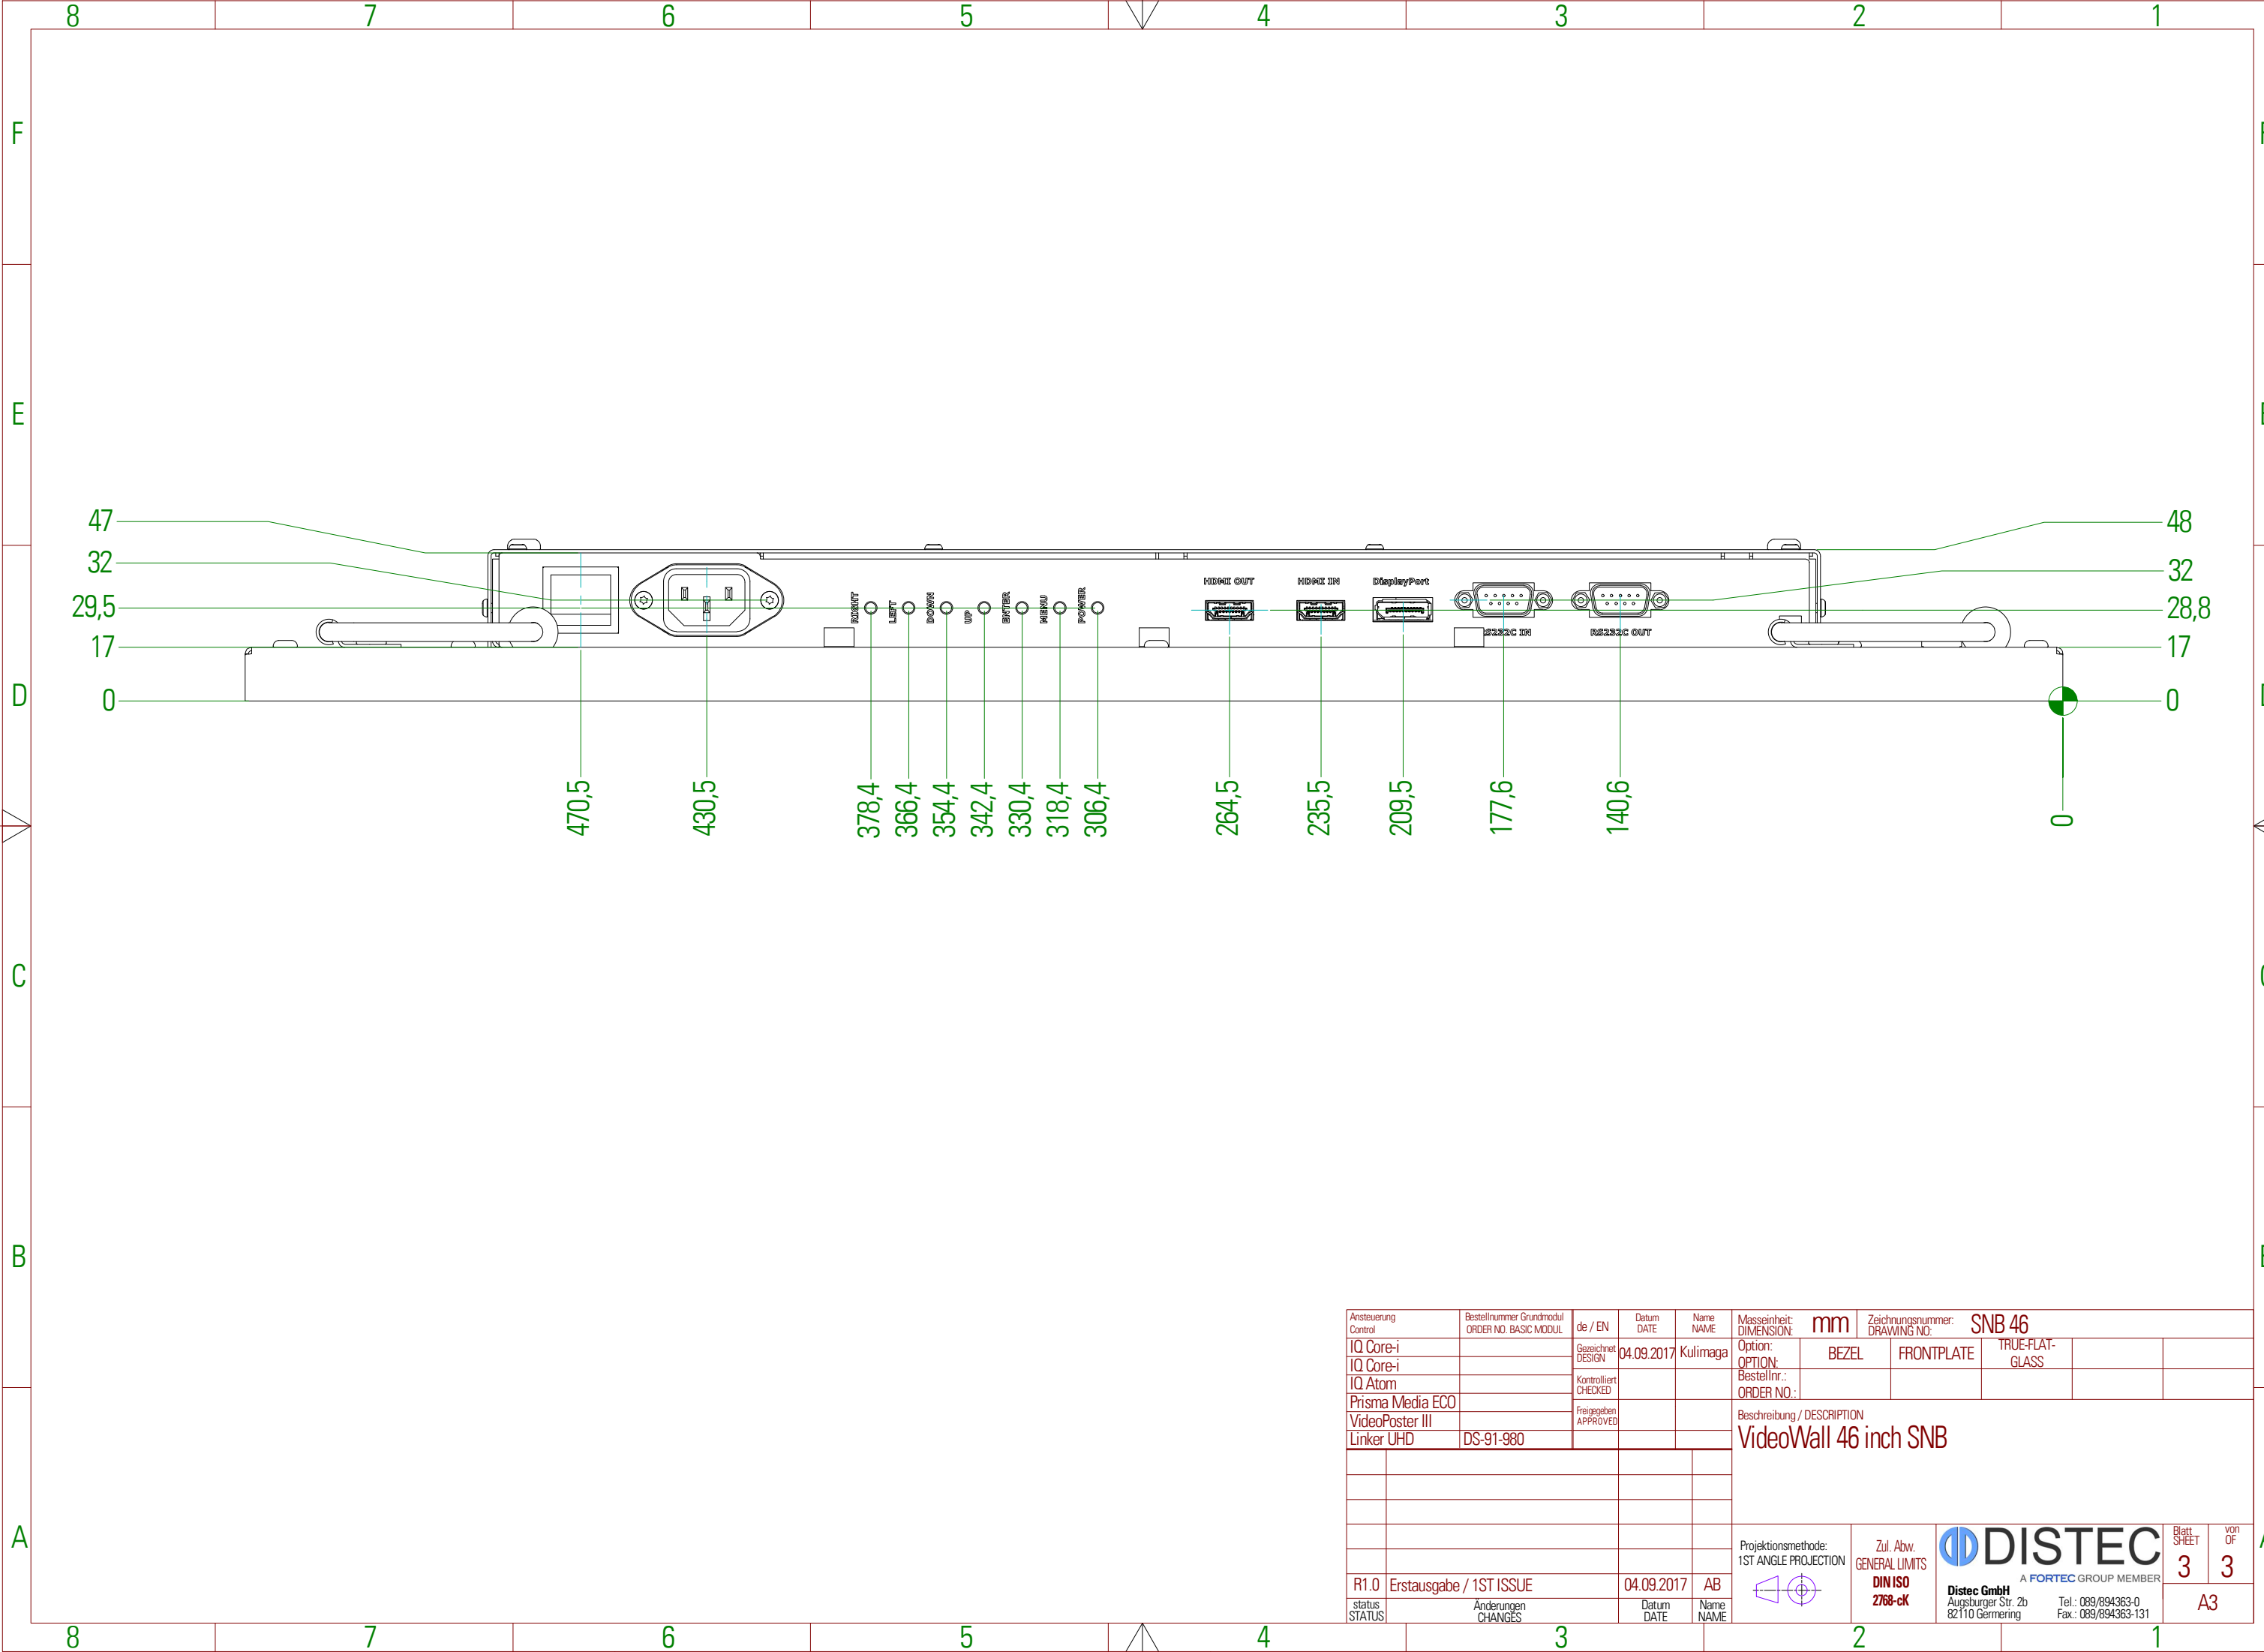 8 7 6 5 4 3 2 1
F
E
D
C
B
A
47
32
29,5
17
0
48
32
28,8
17
0
RIGHT
LEFT
DOWN
UP
ENTER
MENU
POWER
HDMI OUT
HDMI IN
DisplayPort
RS232C OUT
470,5
430,5
378,4
366,4
354,4
342,4
330,4
318,4
306,4
264,5
235,5
209,5
177,6
140,6
0
Ansteuerung
Control
Bestellnummer Grundmodul
ORDER NO. BASIC MODUL
IQ Core-i
IQ Core-i
IQ Atom
Prisma Media ECO
VideoPoster III
Linker UHD DS-91-980
de / EN
Datum
DATE
Name
NAME
Gezeichnet
DESIGN
04.09.2017 Kulimaga
Kontrolliert
CHECKED
Freigegeben
APPROVED
Masseinheit:
DIMENSION:
mm
Zeichnungsnummer:
DRAWING NO:
SNB 46
Option:
OPTION:
BEZEL FRONTPLATE TRUE-FLAT-
GLASS
Bestellnr.:
ORDER NO.:
Beschreibung / DESCRIPTION
VideoWall 46 inch SNB
R1.0 Erstausgabe / 1ST ISSUE 04.09.2017 AB
status
STATUS
Änderungen
CHANGES
Datum
DATE
Name
NAME
Projektionsmethode:
1ST ANGLE PROJECTION
Zul. Abw.
GENERAL LIMITS
DIN ISO
2768-cK
DISTEC
A FORTEC GROUP MEMBER
Distec GmbH
Augsburger Str. 2b Tel.: 089/894363-0
82110 Germering Fax.: 089/894363-131
Blatt
SHEET
3
von
OF
3
A3
8 7 6 5 4 3 2 1